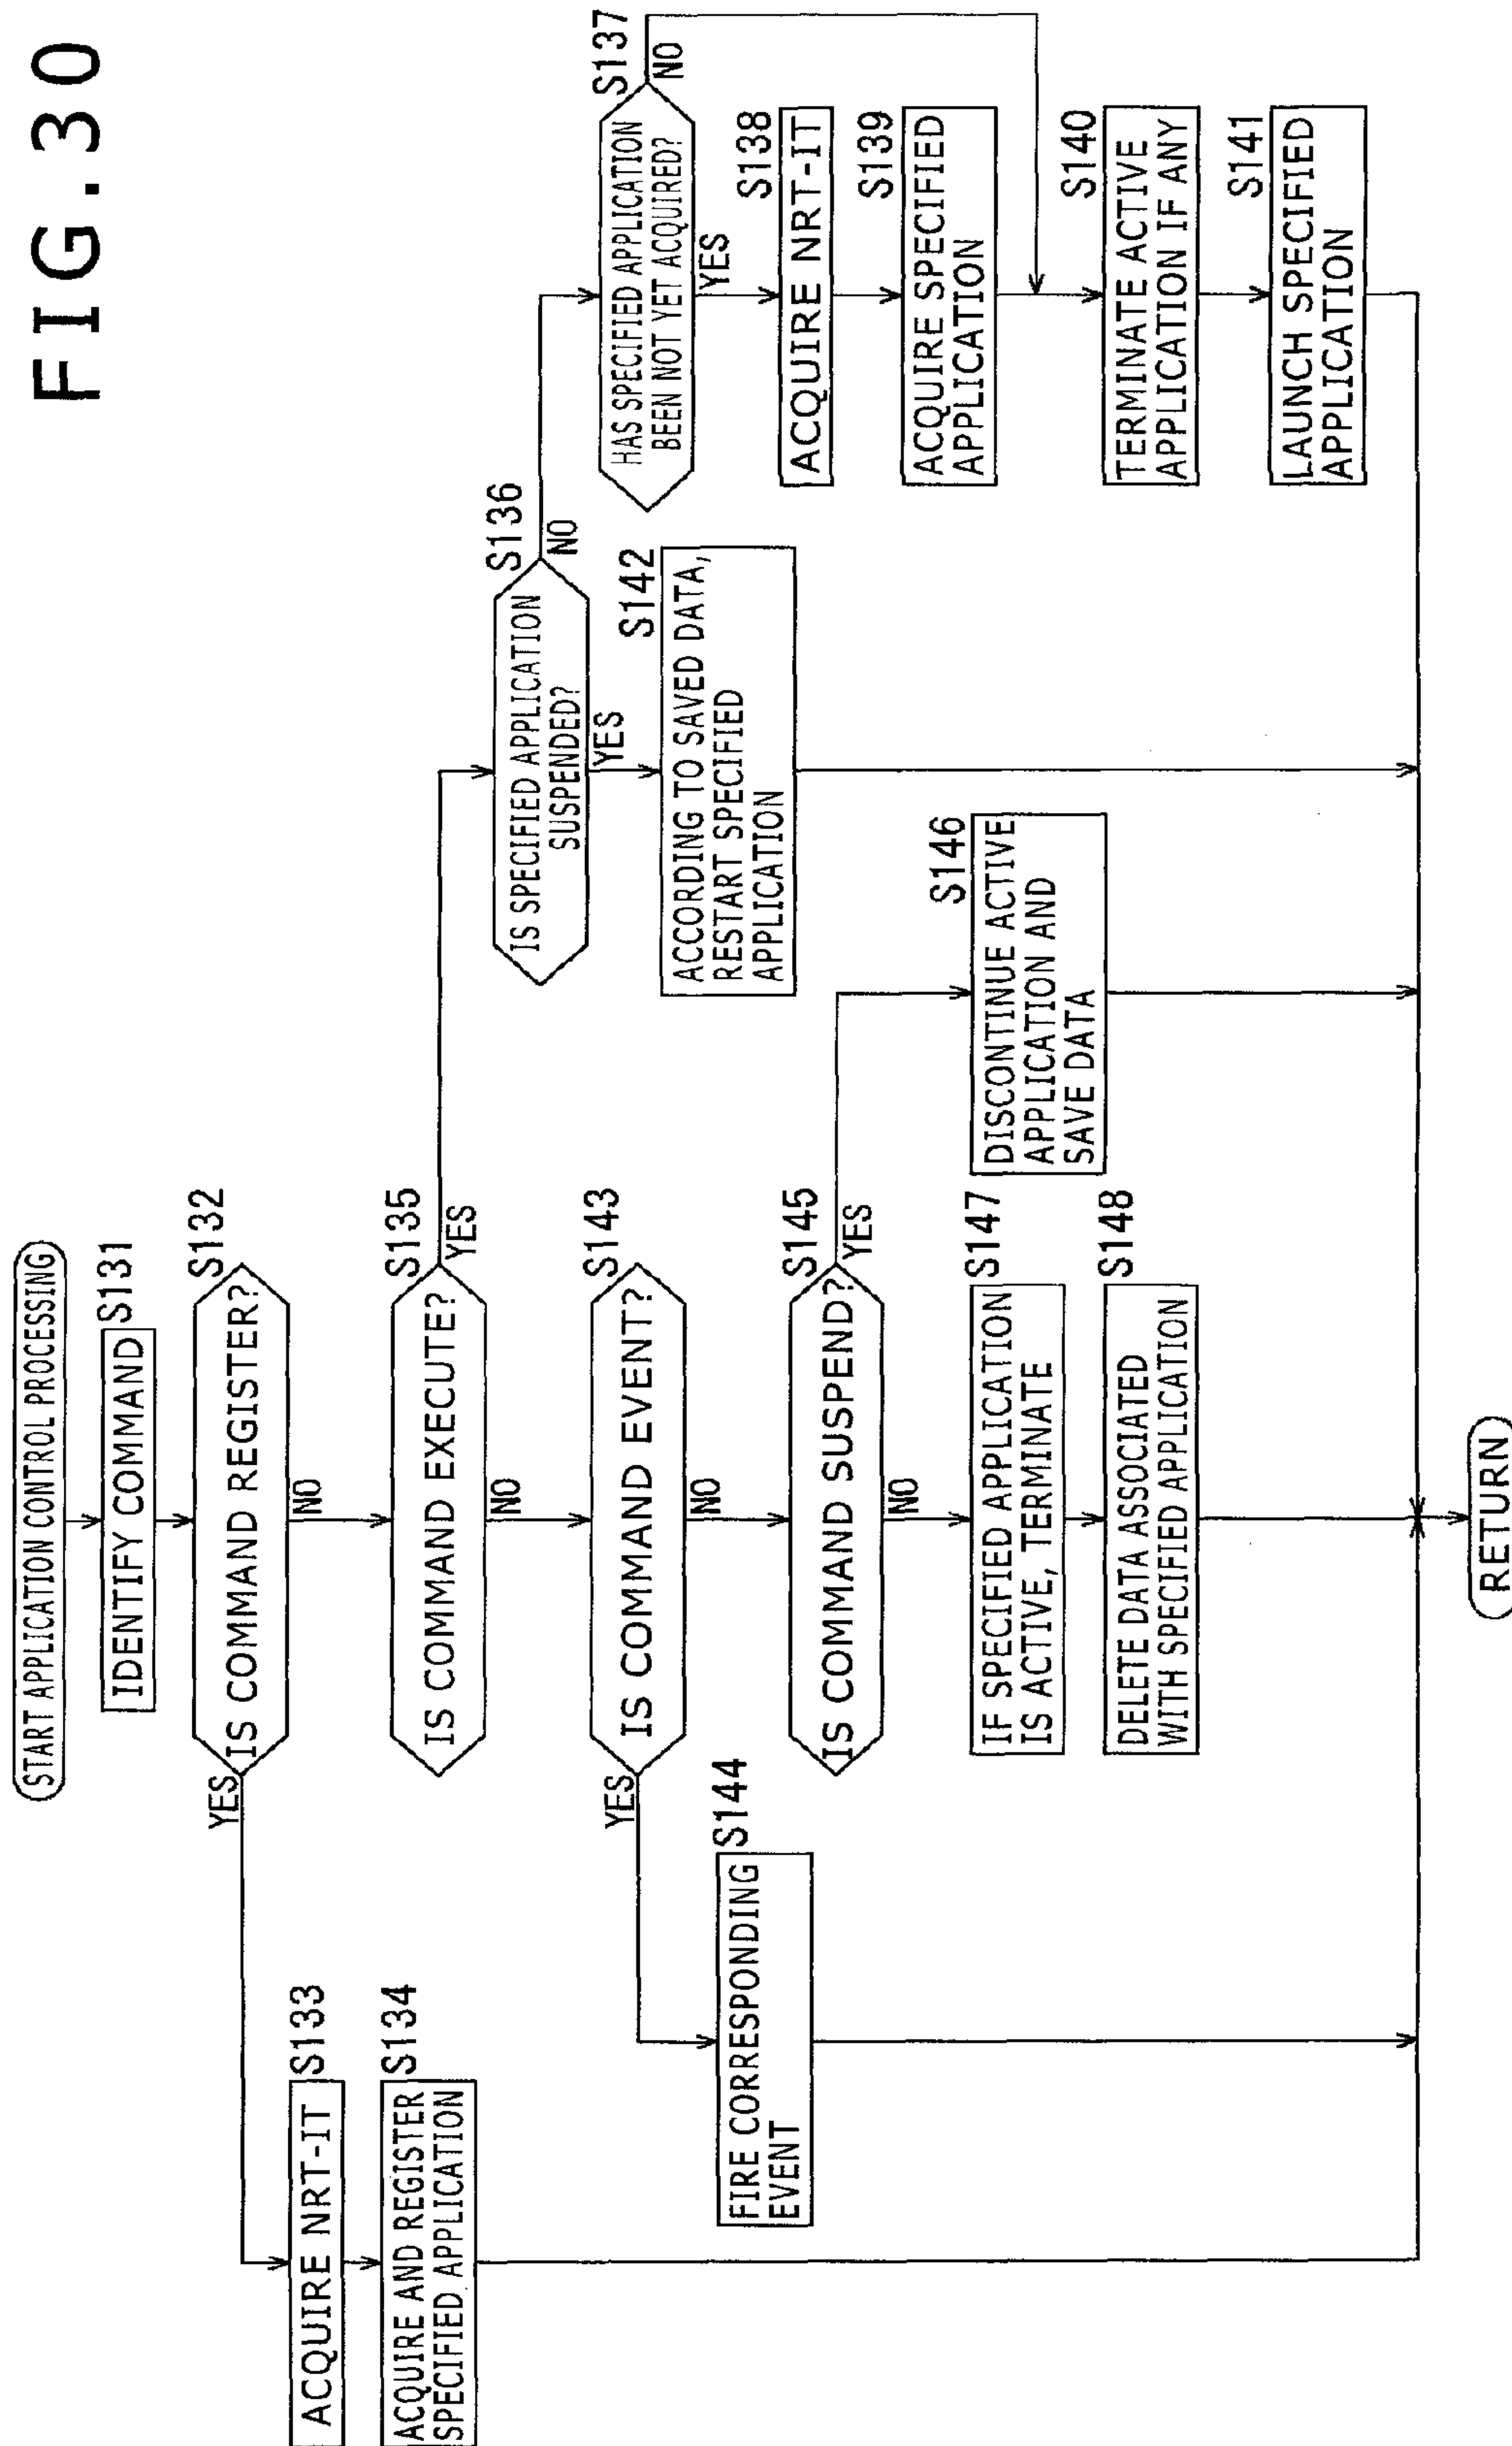 FIG.30
START APPLICATION CONTROL PROCESSING
IDENTIFY COMMAND
S131
IS COMMAND REGISTER?
S132
YES
NO
ACQUIRE NRT-IT
S133
ACQUIRE AND REGISTER
SPECIFIED APPLICATION
S134
IS COMMAND EXECUTE?
S135
YES
NO
IS SPECIFIED APPLICATION
SUSPENDED?
S136
NO
YES
HAS SPECIFIED APPLICATION
BEEN NOT YET ACQUIRED?
S137
NO
YES
ACQUIRE NRT-IT
S138
ACQUIRE SPECIFIED
APPLICATION
S139
TERMINATE ACTIVE
APPLICATION IF ANY
S140
LAUNCH SPECIFIED
APPLICATION
S141
ACCORDING TO SAVED DATA,
RESTART SPECIFIED
APPLICATION
S142
IS COMMAND EVENT?
S143
YES
NO
FIRE CORRESPONDING
EVENT
S144
IS COMMAND SUSPEND?
S145
YES
NO
DISCONTINUE ACTIVE
APPLICATION AND
SAVE DATA
S146
IF SPECIFIED APPLICATION
IS ACTIVE, TERMINATE
S147
DELETE DATA ASSOCIATED
WITH SPECIFIED APPLICATION
S148
RETURN